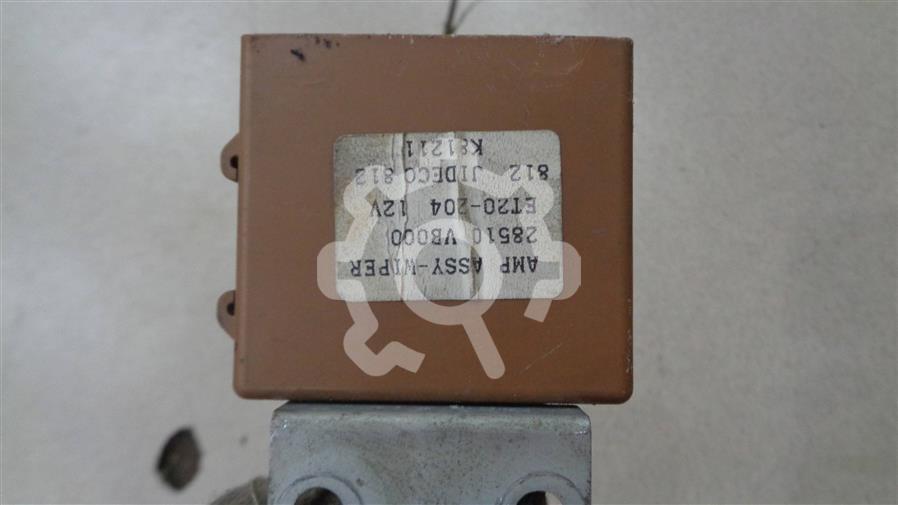 AMP ASSY-WIPER
28510 VB000
ET20-204 12V
812 JIDECO 812
K81211